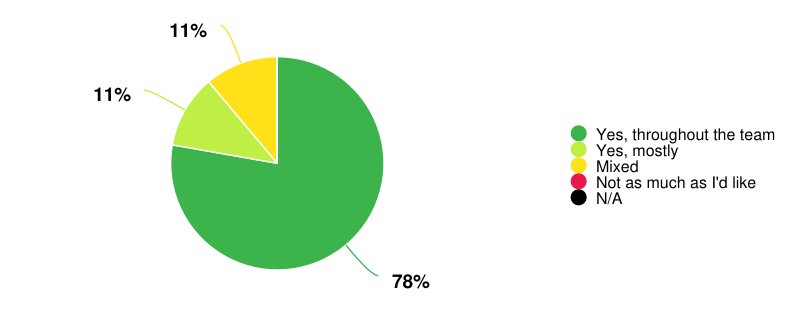 11%
11%
78%
Yes, throughout the team
Yes, mostly
Mixed
Not as much as I'd like
N/A